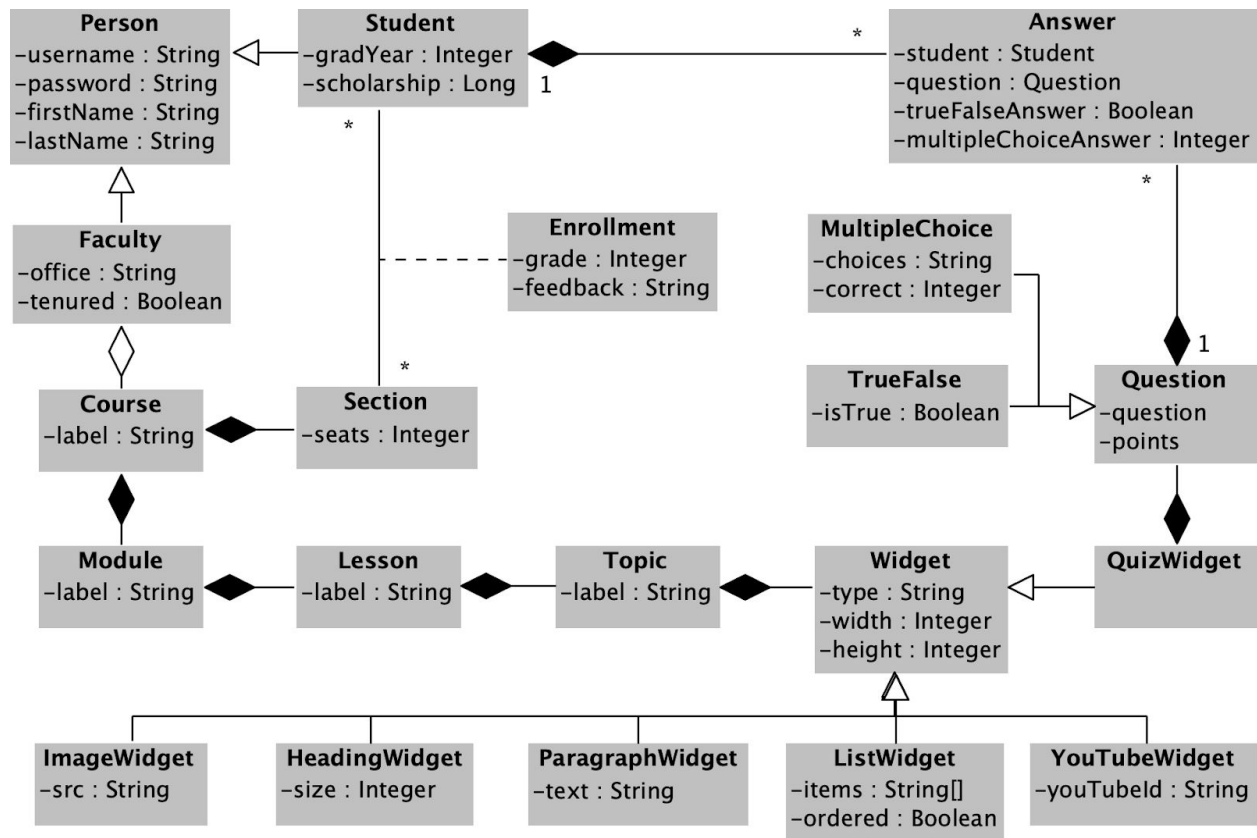 Person
-username : String
-password : String
-firstName : String
-lastName : String
Student
-gradYear : Integer
-scholarship : Long
1
*
*
Answer
-student : Student
-question : Question
-trueFalseAnswer : Boolean
-multipleChoiceAnswer : Integer
*
Faculty
-office : String
-tenured : Boolean
Enrollment
-grade : Integer
-feedback : String
MultipleChoice
-choices : String
-correct : Integer
*
1
Course
-label : String
Section
-seats : Integer
TrueFalse
-isTrue : Boolean
Question
-question
-points
Module
-label : String
Lesson
-label : String
Topic
-label : String
Widget
-type : String
-width : Integer
-height : Integer
QuizWidget
ImageWidget
-src : String
HeadingWidget
-size : Integer
ParagraphWidget
-text : String
ListWidget
-items : String[]
-ordered : Boolean
YouTubeWidget
-youTubeId : String